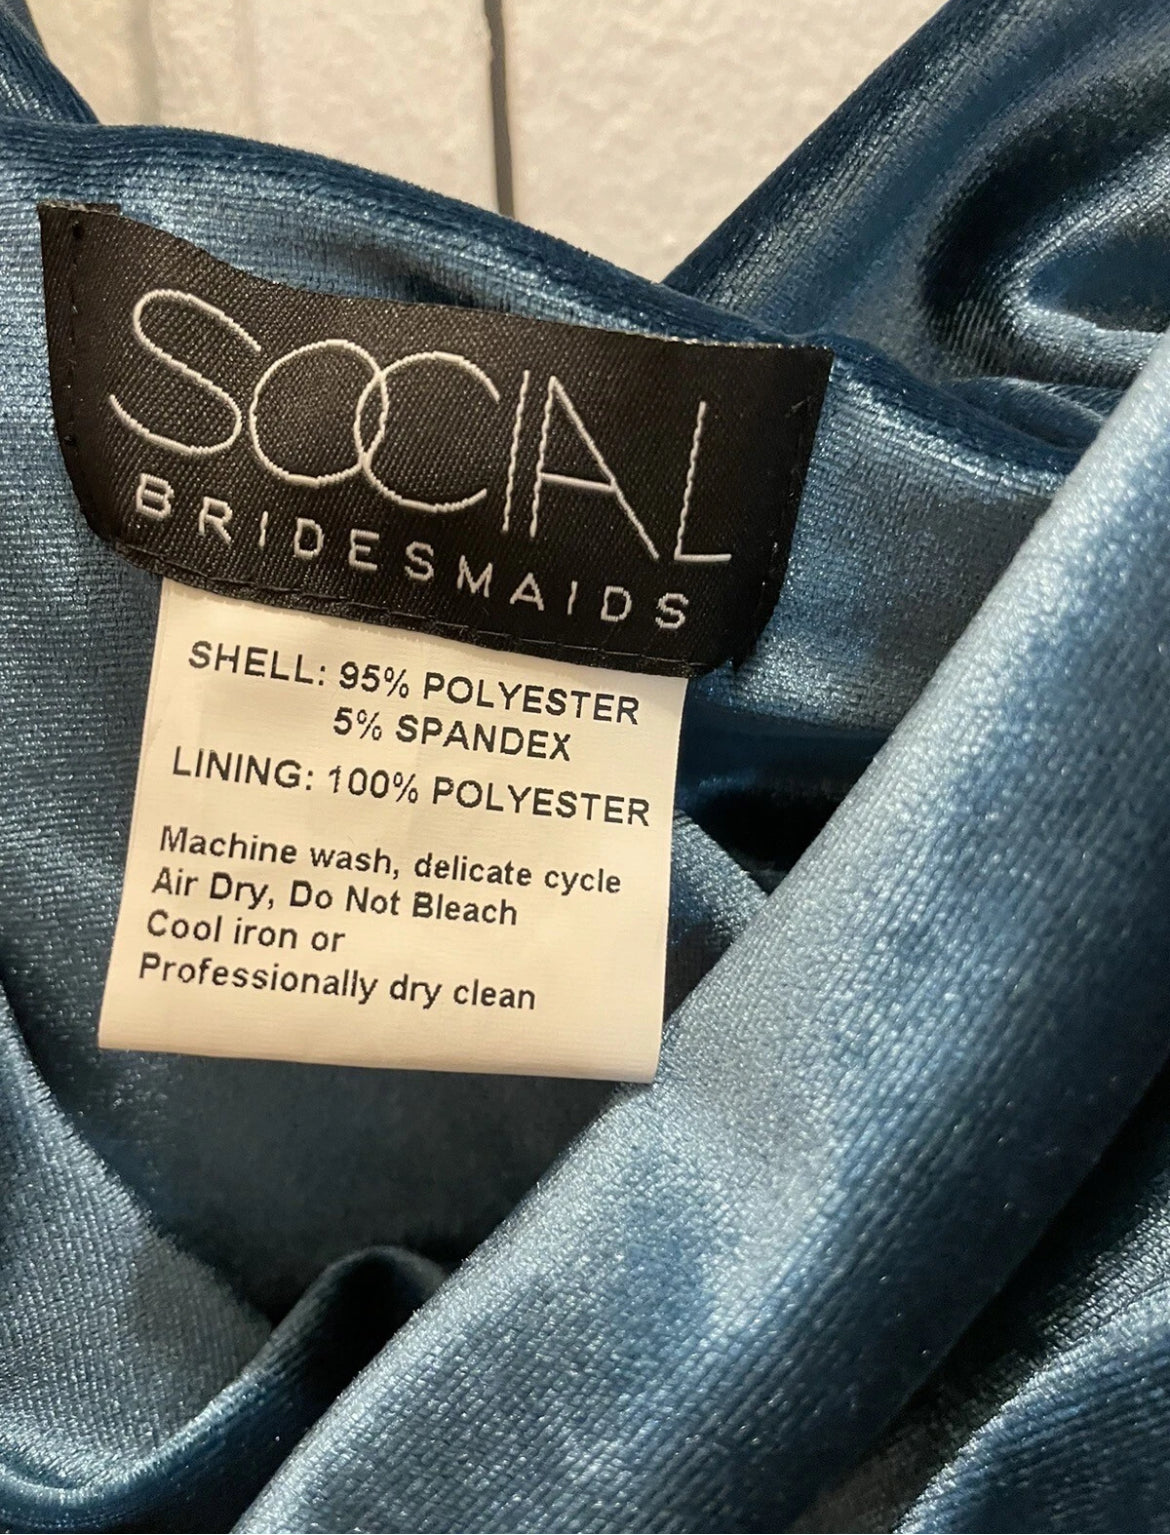 SOCIAL
BRIDESMAIDS
SHELL: 95% POLYESTER
5% SPANDEX
LINING: 100% POLYESTER
Machine wash, delicate cycle
Air Dry, Do Not Bleach
Cool iron or
Professionally dry clean